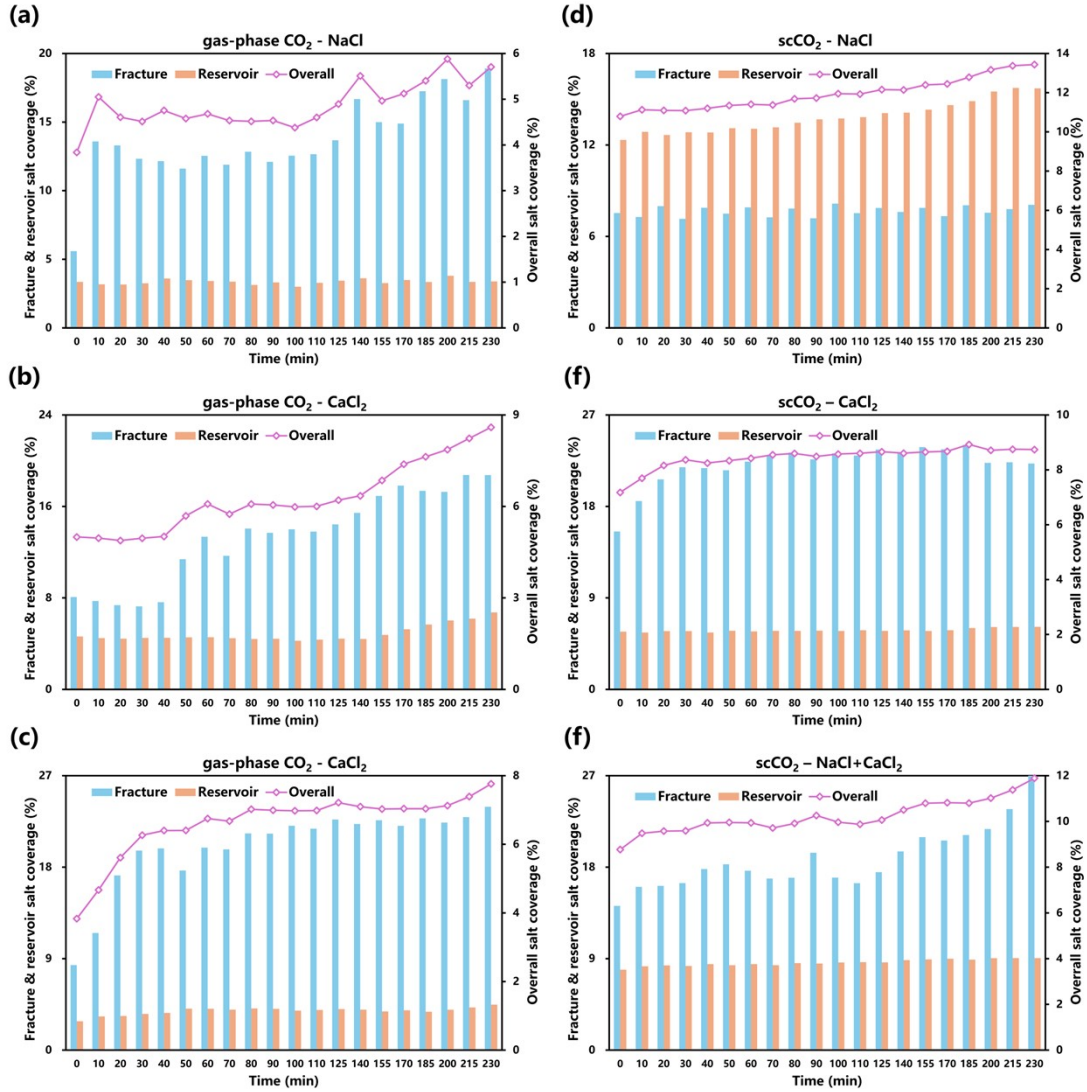 (a)
gas-phase CO₂ - NaCl
Fracture Reservoir Overall
Fracture & reservoir salt coverage (%)
20
15
10
5
0
6
5
4
3
2
1
0
Overrall salt coverage (%)
0 10 20 30 40 50 60 70 80 90 100 110 125 140 155 170 185 200 215 230
Time (min)
(d)
scCO₂ - NaCl
Fracture Reservoir Overall
Fracture & reservoir salt coverage (%)
18
12
6
0
14
12
10
8
6
4
2
0
Overrall salt coverage (%)
0 10 20 30 40 50 60 70 80 90 100 110 125 140 155 170 185 200 215 230
Time (min)
(b)
gas-phase CO₂ - CaCl₂
Fracture Reservoir Overall
Fracture & reservoir salt coverage (%)
24
16
8
0
9
6
3
0
Overrall salt coverage (%)
0 10 20 30 40 50 60 70 80 90 100 110 125 140 155 170 185 200 215 230
Time (min)
(f)
scCO₂ – CaCl₂
Fracture Reservoir Overall
Fracture & reservoir salt coverage (%)
27
18
9
0
10
8
6
4
2
0
Overrall salt coverage (%)
0 10 20 30 40 50 60 70 80 90 100 110 125 140 155 170 185 200 215 230
Time (min)
(c)
gas-phase CO₂ - CaCl₂
Fracture Reservoir Overall
Fracture & reservoir salt coverage (%)
27
18
9
0
8
6
4
2
0
Overrall salt coverage (%)
0 10 20 30 40 50 60 70 80 90 100 110 125 140 155 170 185 200 215 230
Time (min)
(f)
scCO₂ – NaCl+CaCl₂
Fracture Reservoir Overall
Fracture & reservoir salt coverage (%)
27
18
9
0
12
10
8
6
4
2
0
Overrall salt coverage (%)
0 10 20 30 40 50 60 70 80 90 100 110 125 140 155 170 185 200 215 230
Time (min)